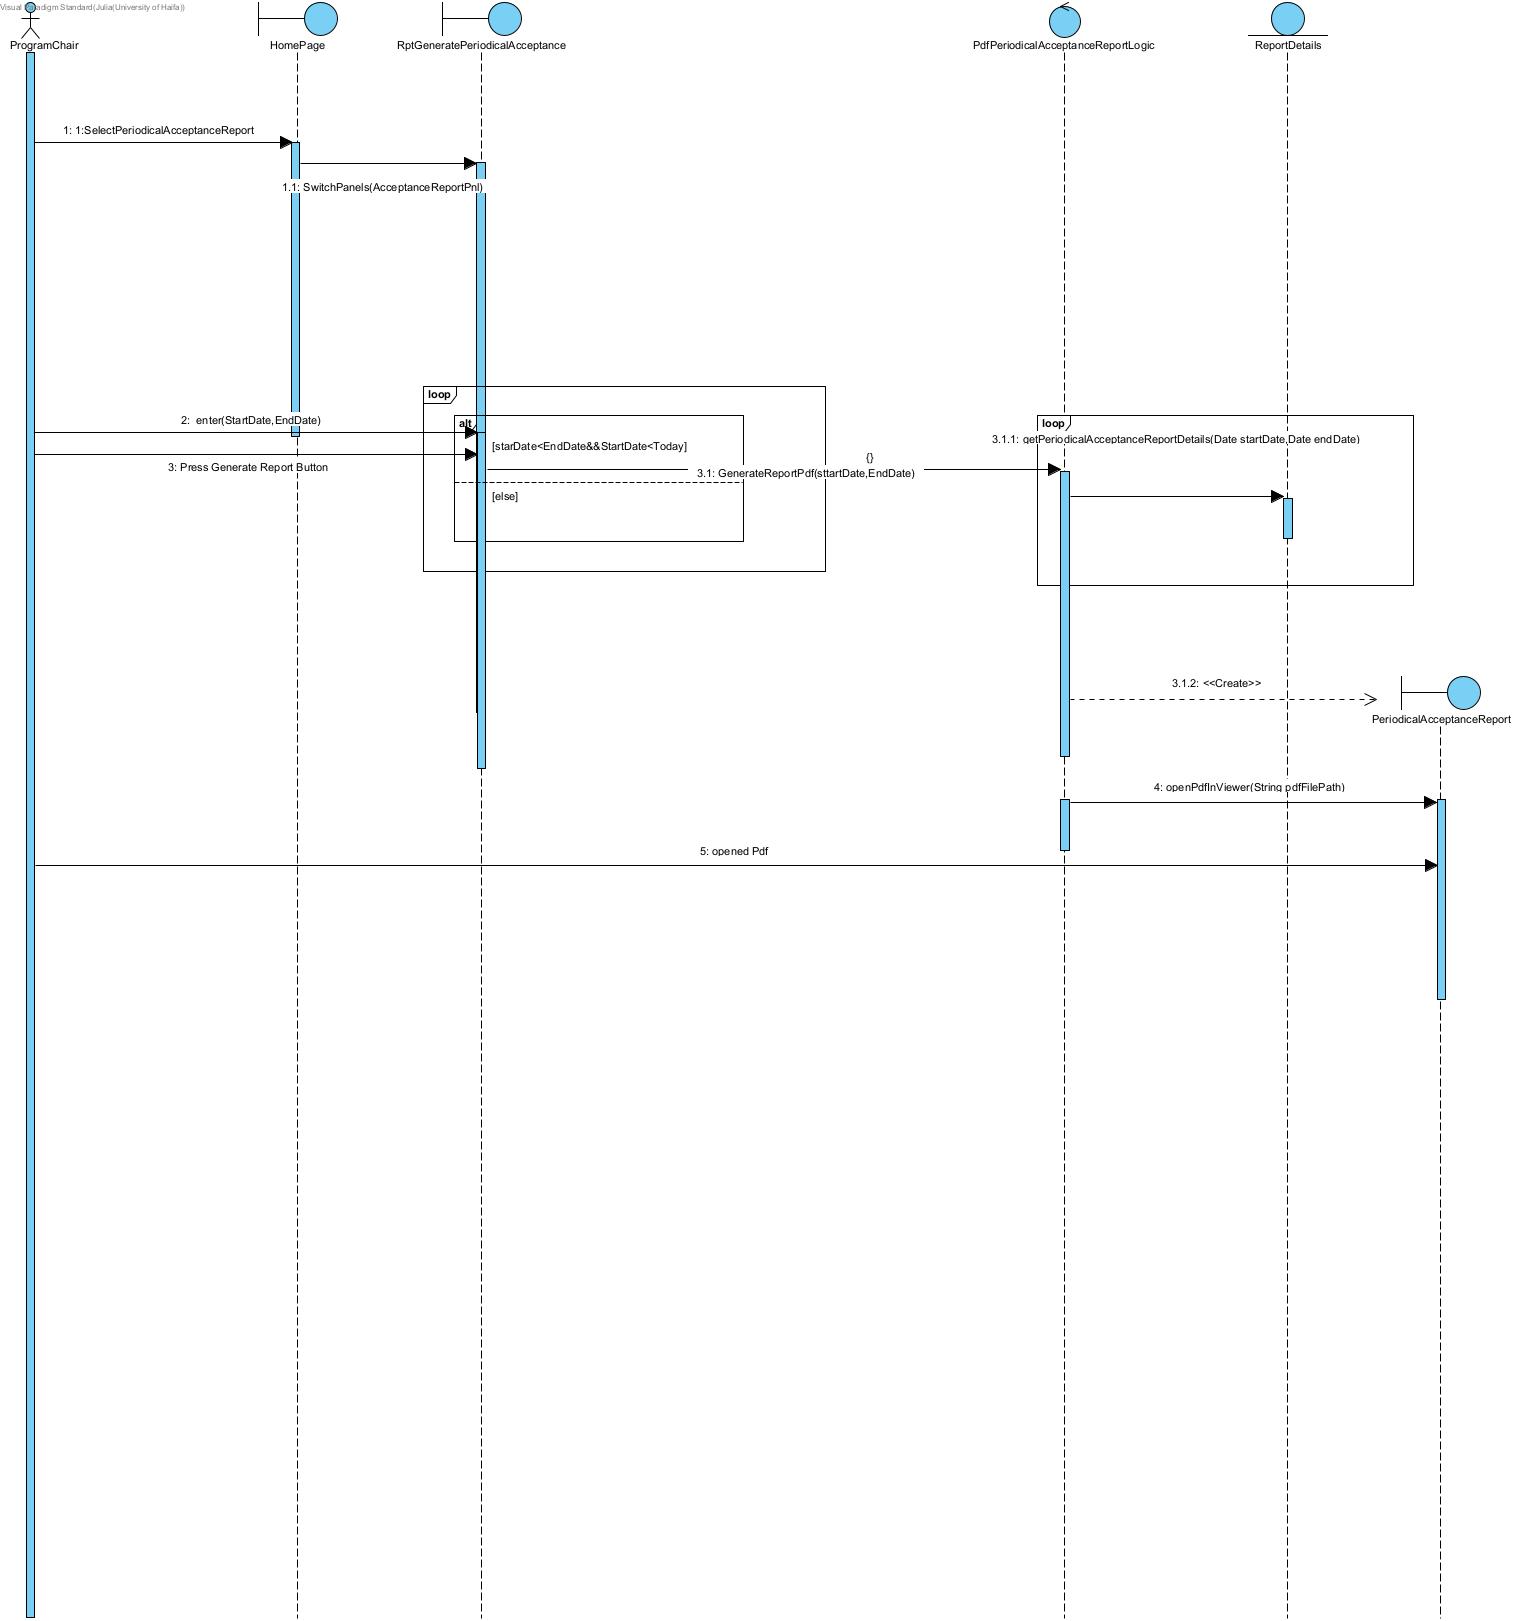 Visual Paradigm Standard(Julia(University of Haifa))
ProgramChair
HomePage
RptGeneratePeriodicalAcceptance
PdfPeriodicalAcceptanceReportLogic
ReportDetails
1: 1:SelectPeriodicalAcceptanceReport
1.1: SwitchPanels(AcceptanceReportPnl)
loop
2: enter(StartDate,EndDate)
alt
loop
3.1.1: getPeriodicalAcceptanceReportDetails(Date startDate,Date endDate)
[starDate<EndDate&&StartDate<Today]
{}
3: Press Generate Report Button
3.1: GenerateReportPdf(sttartDate,EndDate)
[else]
3.1.2: <<Create>>
PeriodicalAcceptanceReport
4: openPdfInViewer(String pdfFilePath)
5: opened Pdf